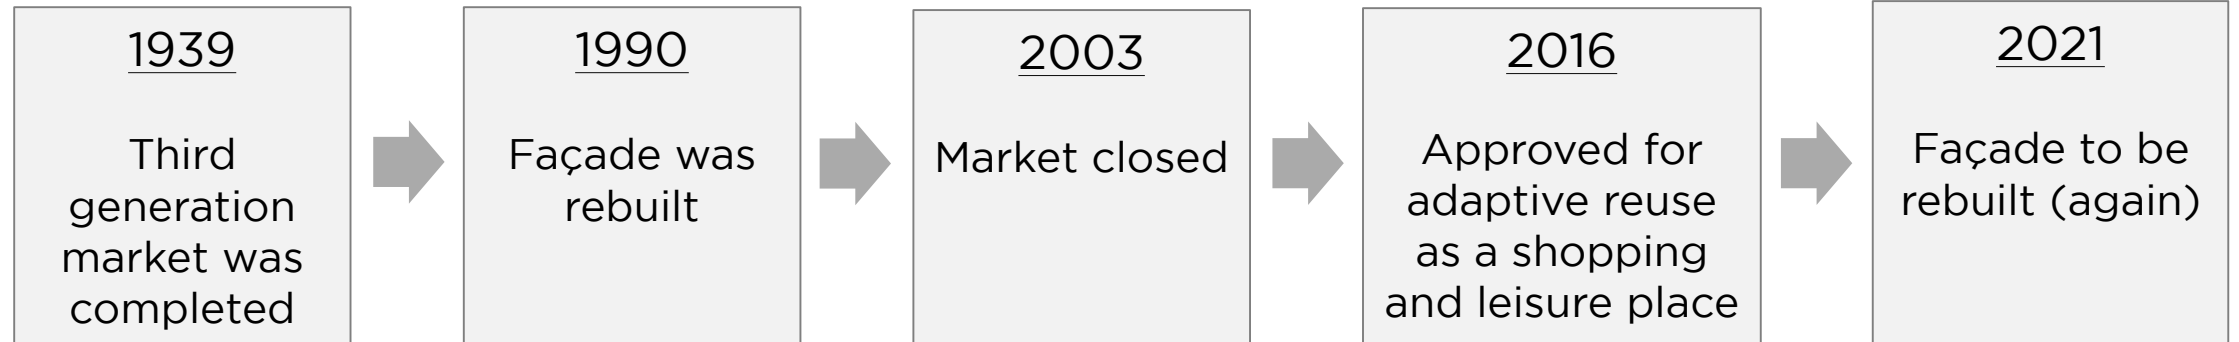 1939
Third
generation
market was
completed
1990
Façade was
rebuilt
2003
Market closed
2016
Approved for
adaptive reuse
as a shopping
and leisure place
2021
Façade to be
rebuilt (again)